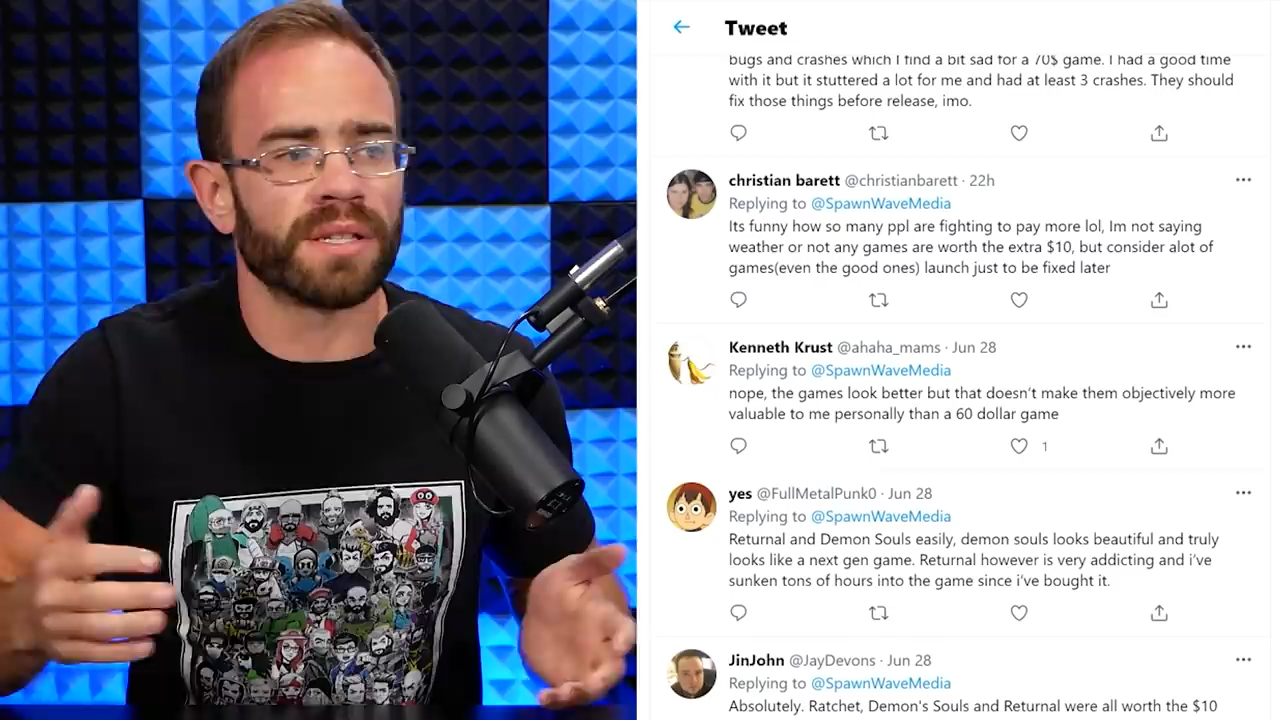 Tweet
bugs and crashes which I find a bit sad for a 70$ game. I had a good time
with it but it stuttered a lot for me and had at least 3 crashes. They should
fix those things before release, imo.
christian barett @christianbarett · 22h
Replying to @SpawnWaveMedia
Its funny how so many ppl are fighting to pay more lol, Im not saying
weather or not any games are worth the extra $10, but consider alot of
games(even the good ones) launch just to be fixed later
Kenneth Krust @ahaha_mams · Jun 28
Replying to @SpawnWaveMedia
nope, the games look better but that doesn't make them objectively more
valuable to me personally than a 60 dollar game
1
yes @FullMetalPunk0 · Jun 28
Replying to @SpawnWaveMedia
Returnal and Demon Souls easily, demon souls looks beautiful and truly
looks like a next gen game. Returnal however is very addicting and i've
sunken tons of hours into the game since i've bought it.
JinJohn @JayDevons · Jun 28
Replying to @SpawnWaveMedia
Absolutely. Ratchet, Demon's Souls and Returnal were all worth the $10